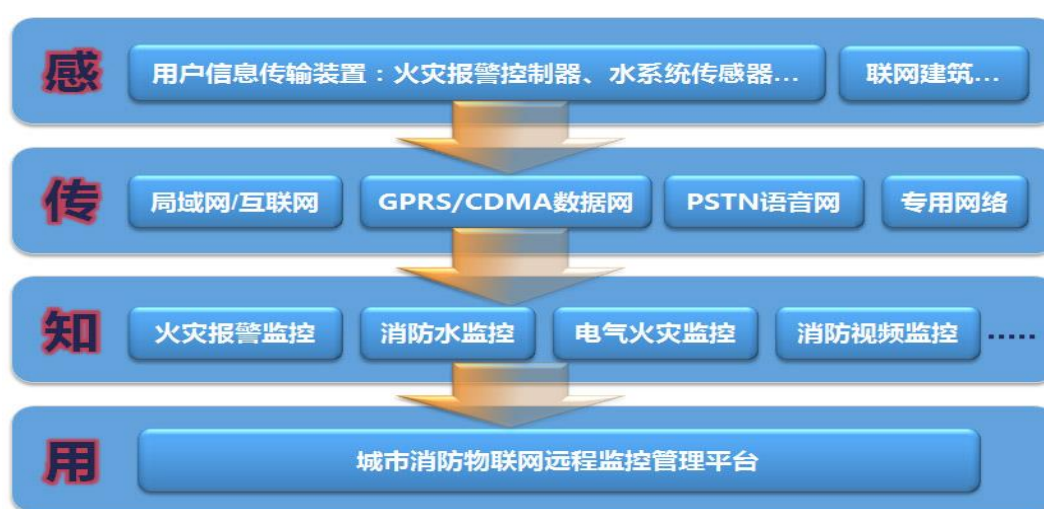 感
用户信息传输装置：火灾报警控制器、水系统传感器...
联网建筑...
传
局域网/互联网
GPRS/CDMA数据网
PSTN语音网
专用网络
知
火灾报警监控
消防水监控
电气火灾监控
消防视频监控
......
用
城市消防物联网远程监控管理平台